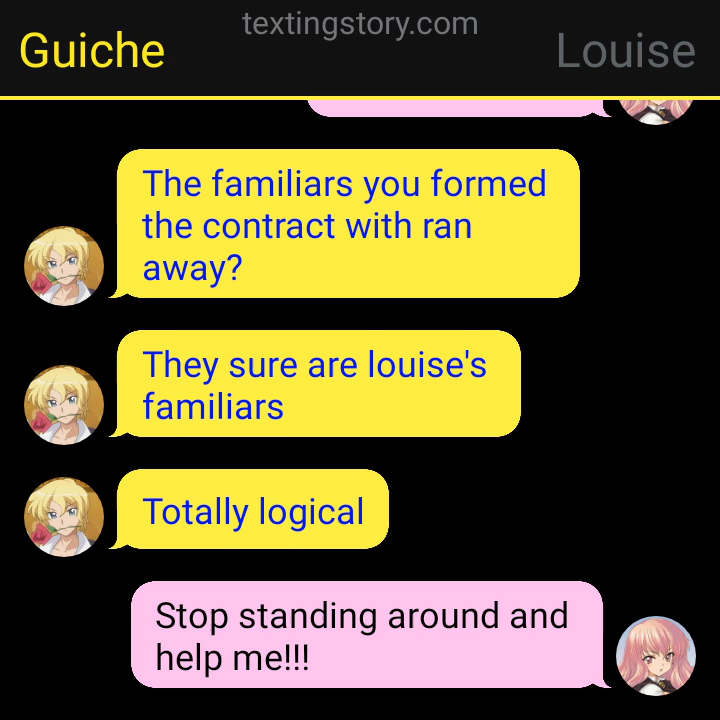 textingstory.com
Guiche
Louise
The familiars you formed
the contract with ran
away?
They sure are louise's
familiars
Totally logical
Stop standing around and
help me!!!